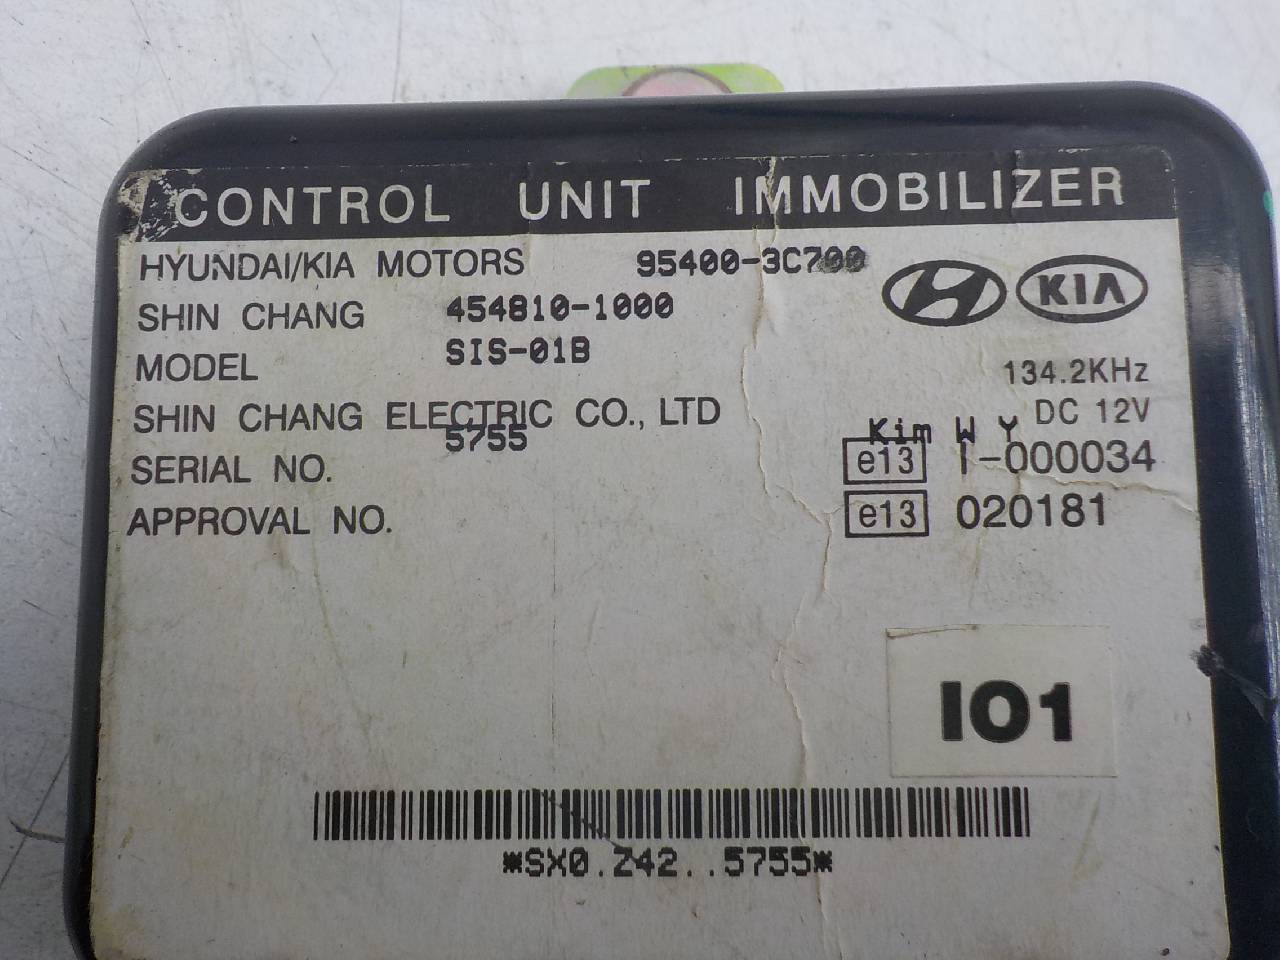 CONTROL UNIT IMMOBILIZER
HYUNDAI/KIA MOTORS 95400-3C700
KIA
SHIN CHANG 454810-1000
MODEL SIS-01B
134.2KHz
SHIN CHANG ELECTRIC CO., LTD
DC 12V
5755
Kim W Y
SERIAL NO. e13 I-000034
APPROVAL NO. e13 020181
IO1
*SX0.Z42..5755*